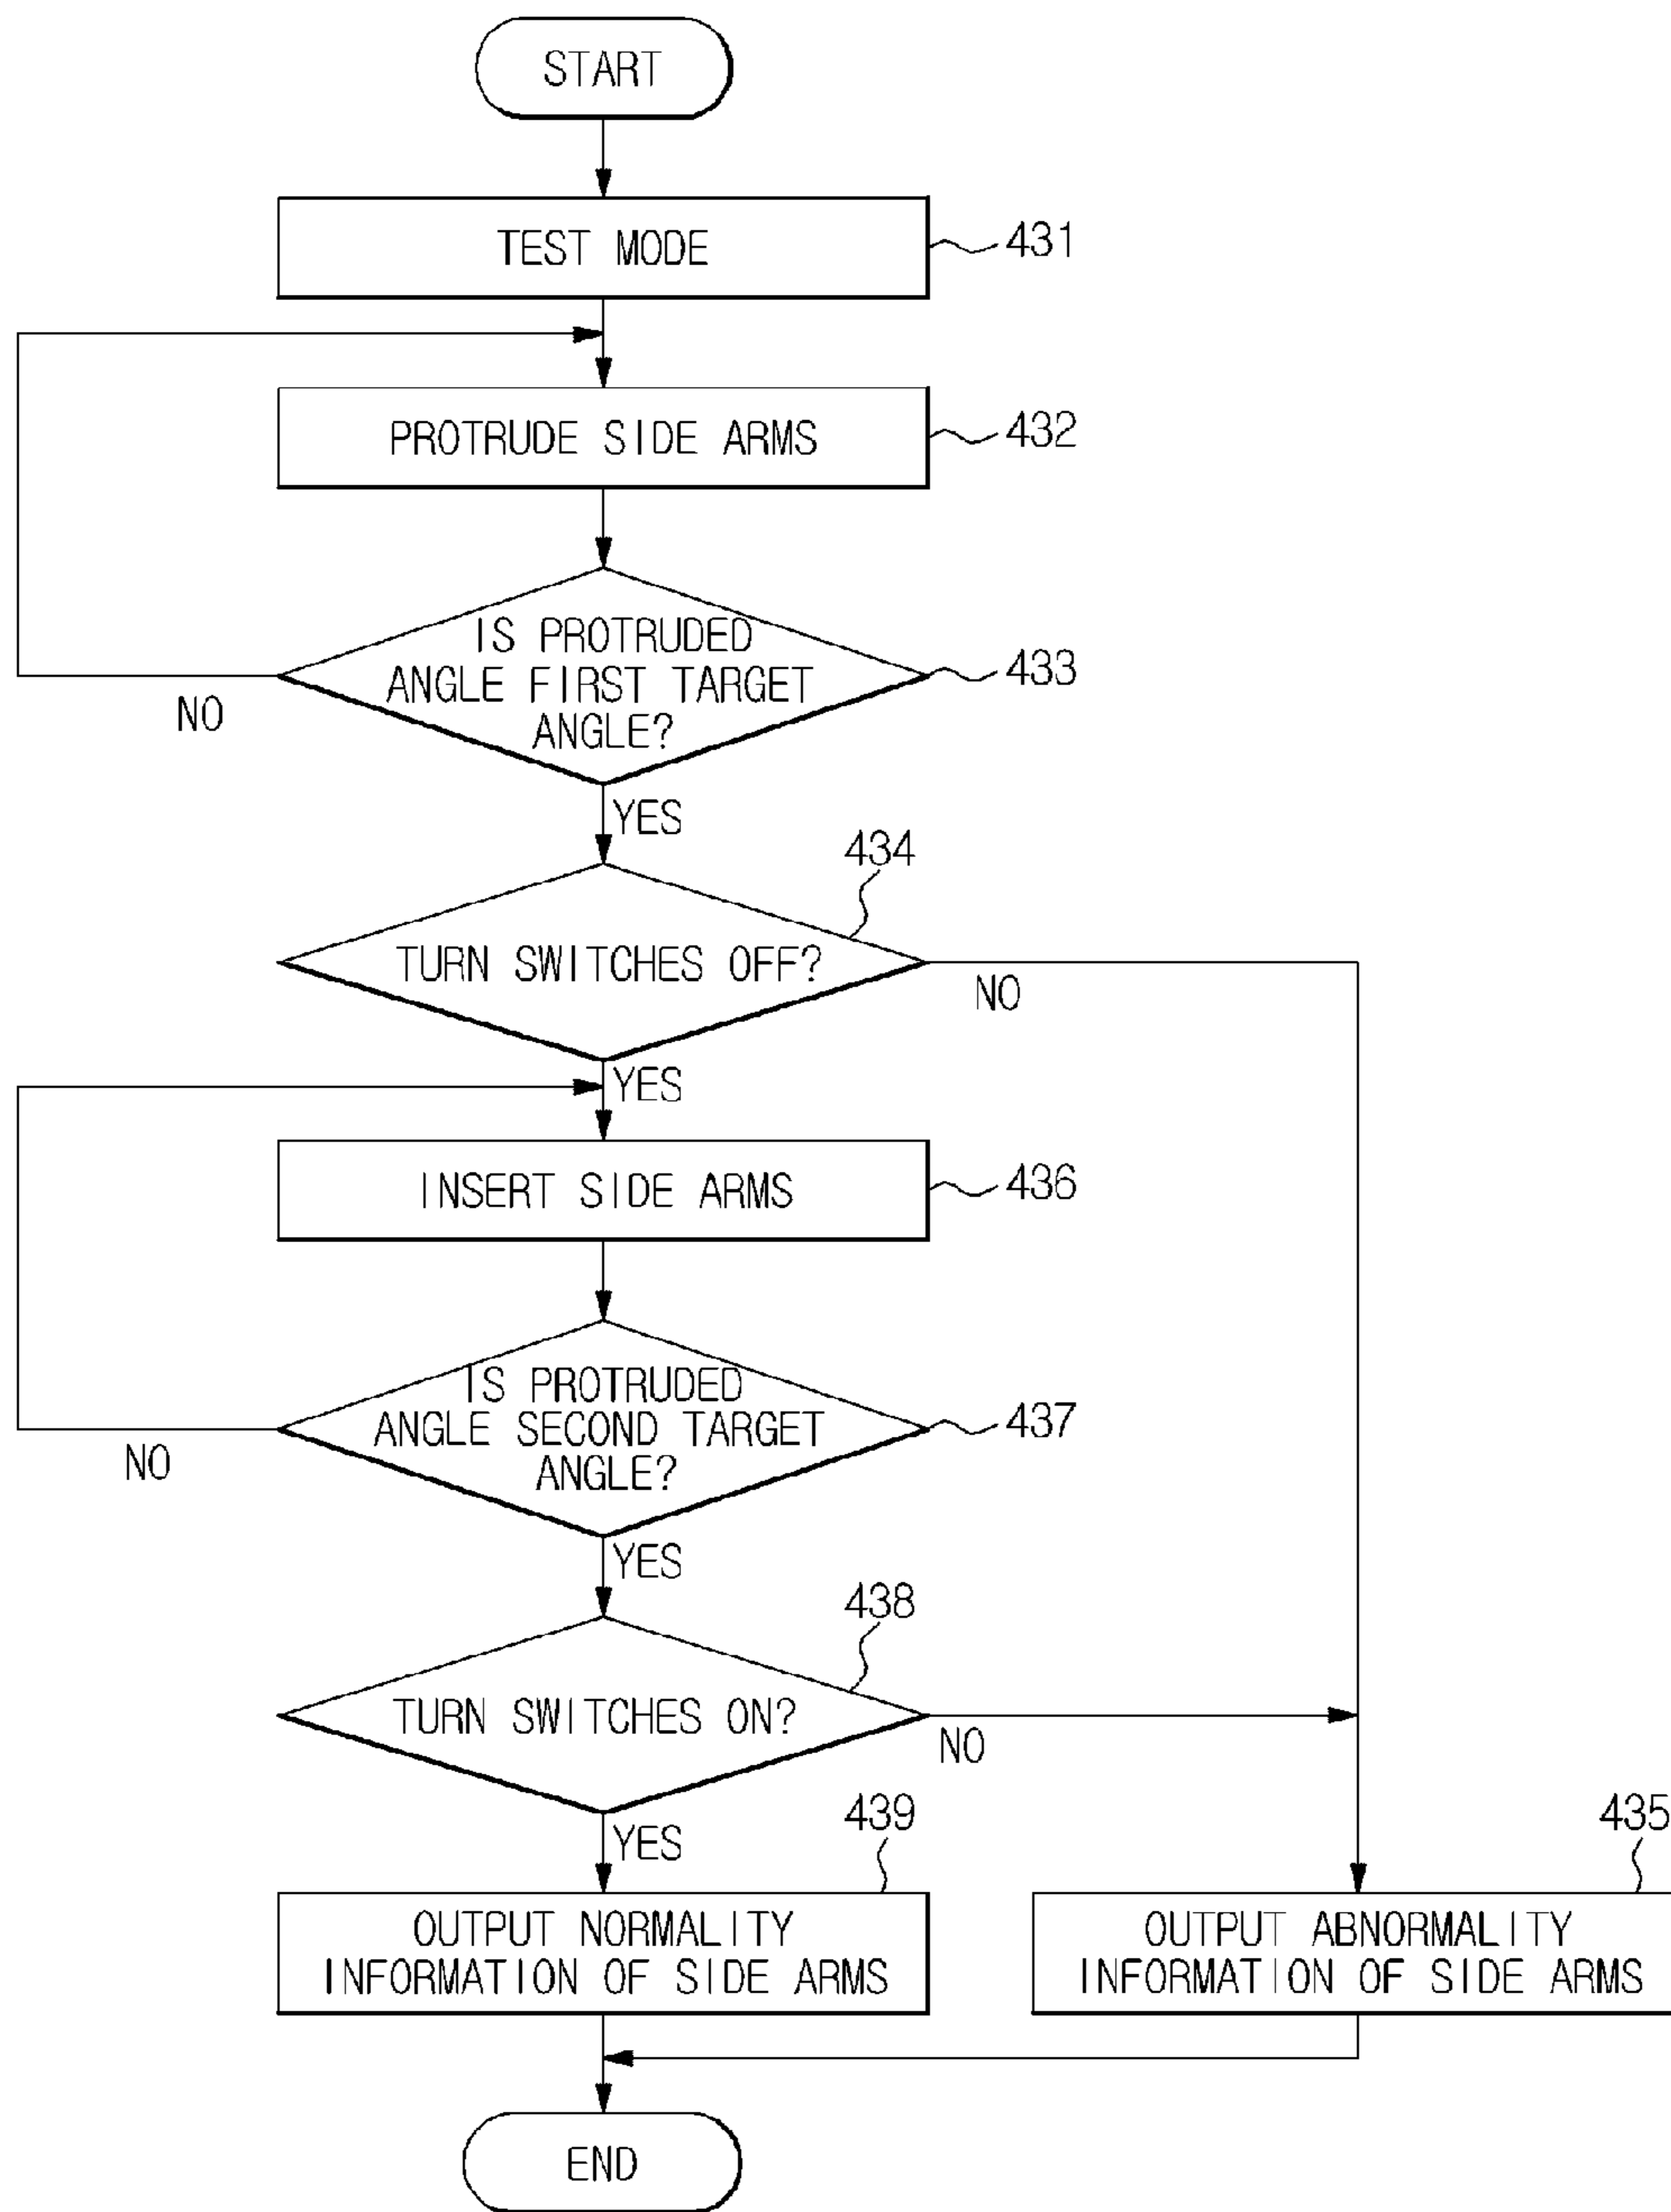 START
TEST MODE
431
PROTRUDE SIDE ARMS
432
IS PROTRUDED
ANGLE FIRST TARGET
ANGLE?
433
NO
YES
434
TURN SWITCHES OFF?
NO
YES
INSERT SIDE ARMS
436
IS PROTRUDED
ANGLE SECOND TARGET
ANGLE?
437
NO
YES
438
TURN SWITCHES ON?
NO
YES
439
435
OUTPUT NORMALITY
INFORMATION OF SIDE ARMS
OUTPUT ABNORMALITY
INFORMATION OF SIDE ARMS
END